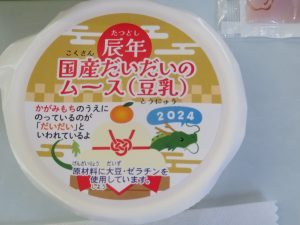 たつどし
辰年
こくさん
国産だいだいの
ムース(豆乳)
とうにゅう
2024
かがみもちのうえに
のっているのが
「だいだい」と
いわれているよ
げんざいりょう だいず
原材料に大豆・ゼラチンを
しよう
使用しています。